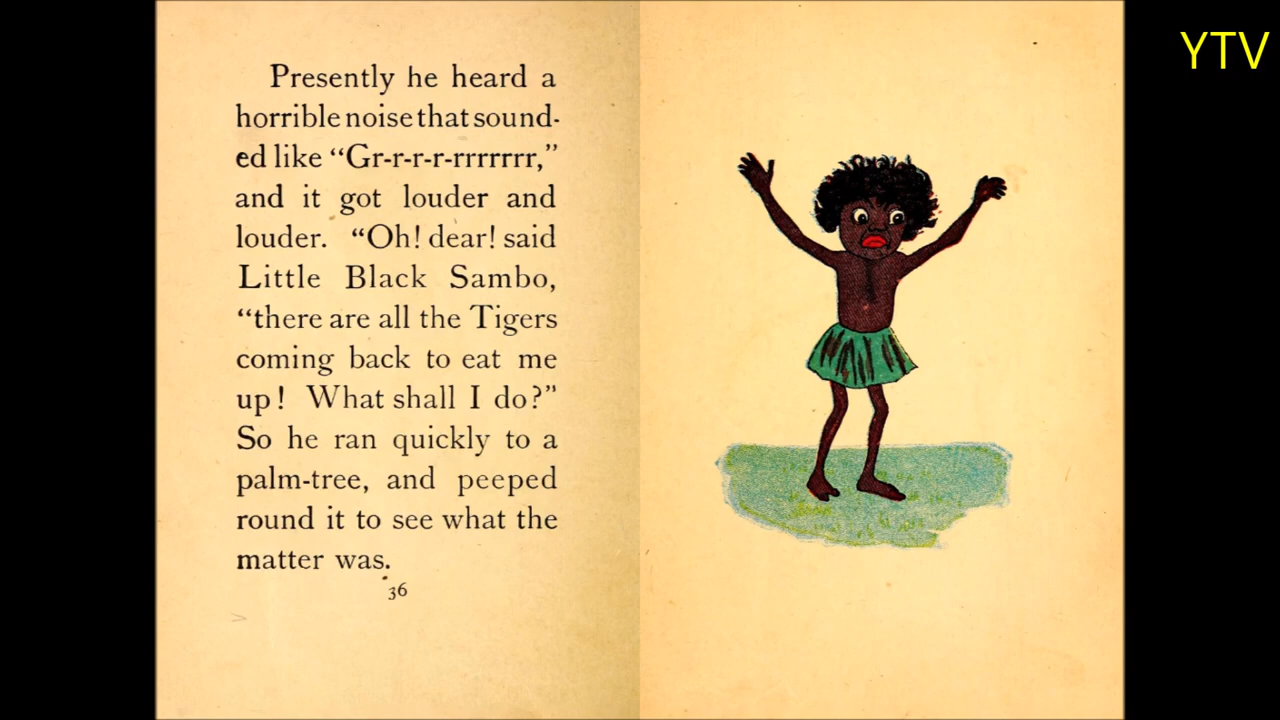 Presently he heard a
horrible noise that sound-
ed like “Gr-r-r-r-rrrrrrr,”
and it got louder and
louder. “Oh! dear! said
Little Black Sambo,
“there are all the Tigers
coming back to eat me
up! What shall I do?”
So he ran quickly to a
palm-tree, and peeped
round it to see what the
matter was.
36
YTV